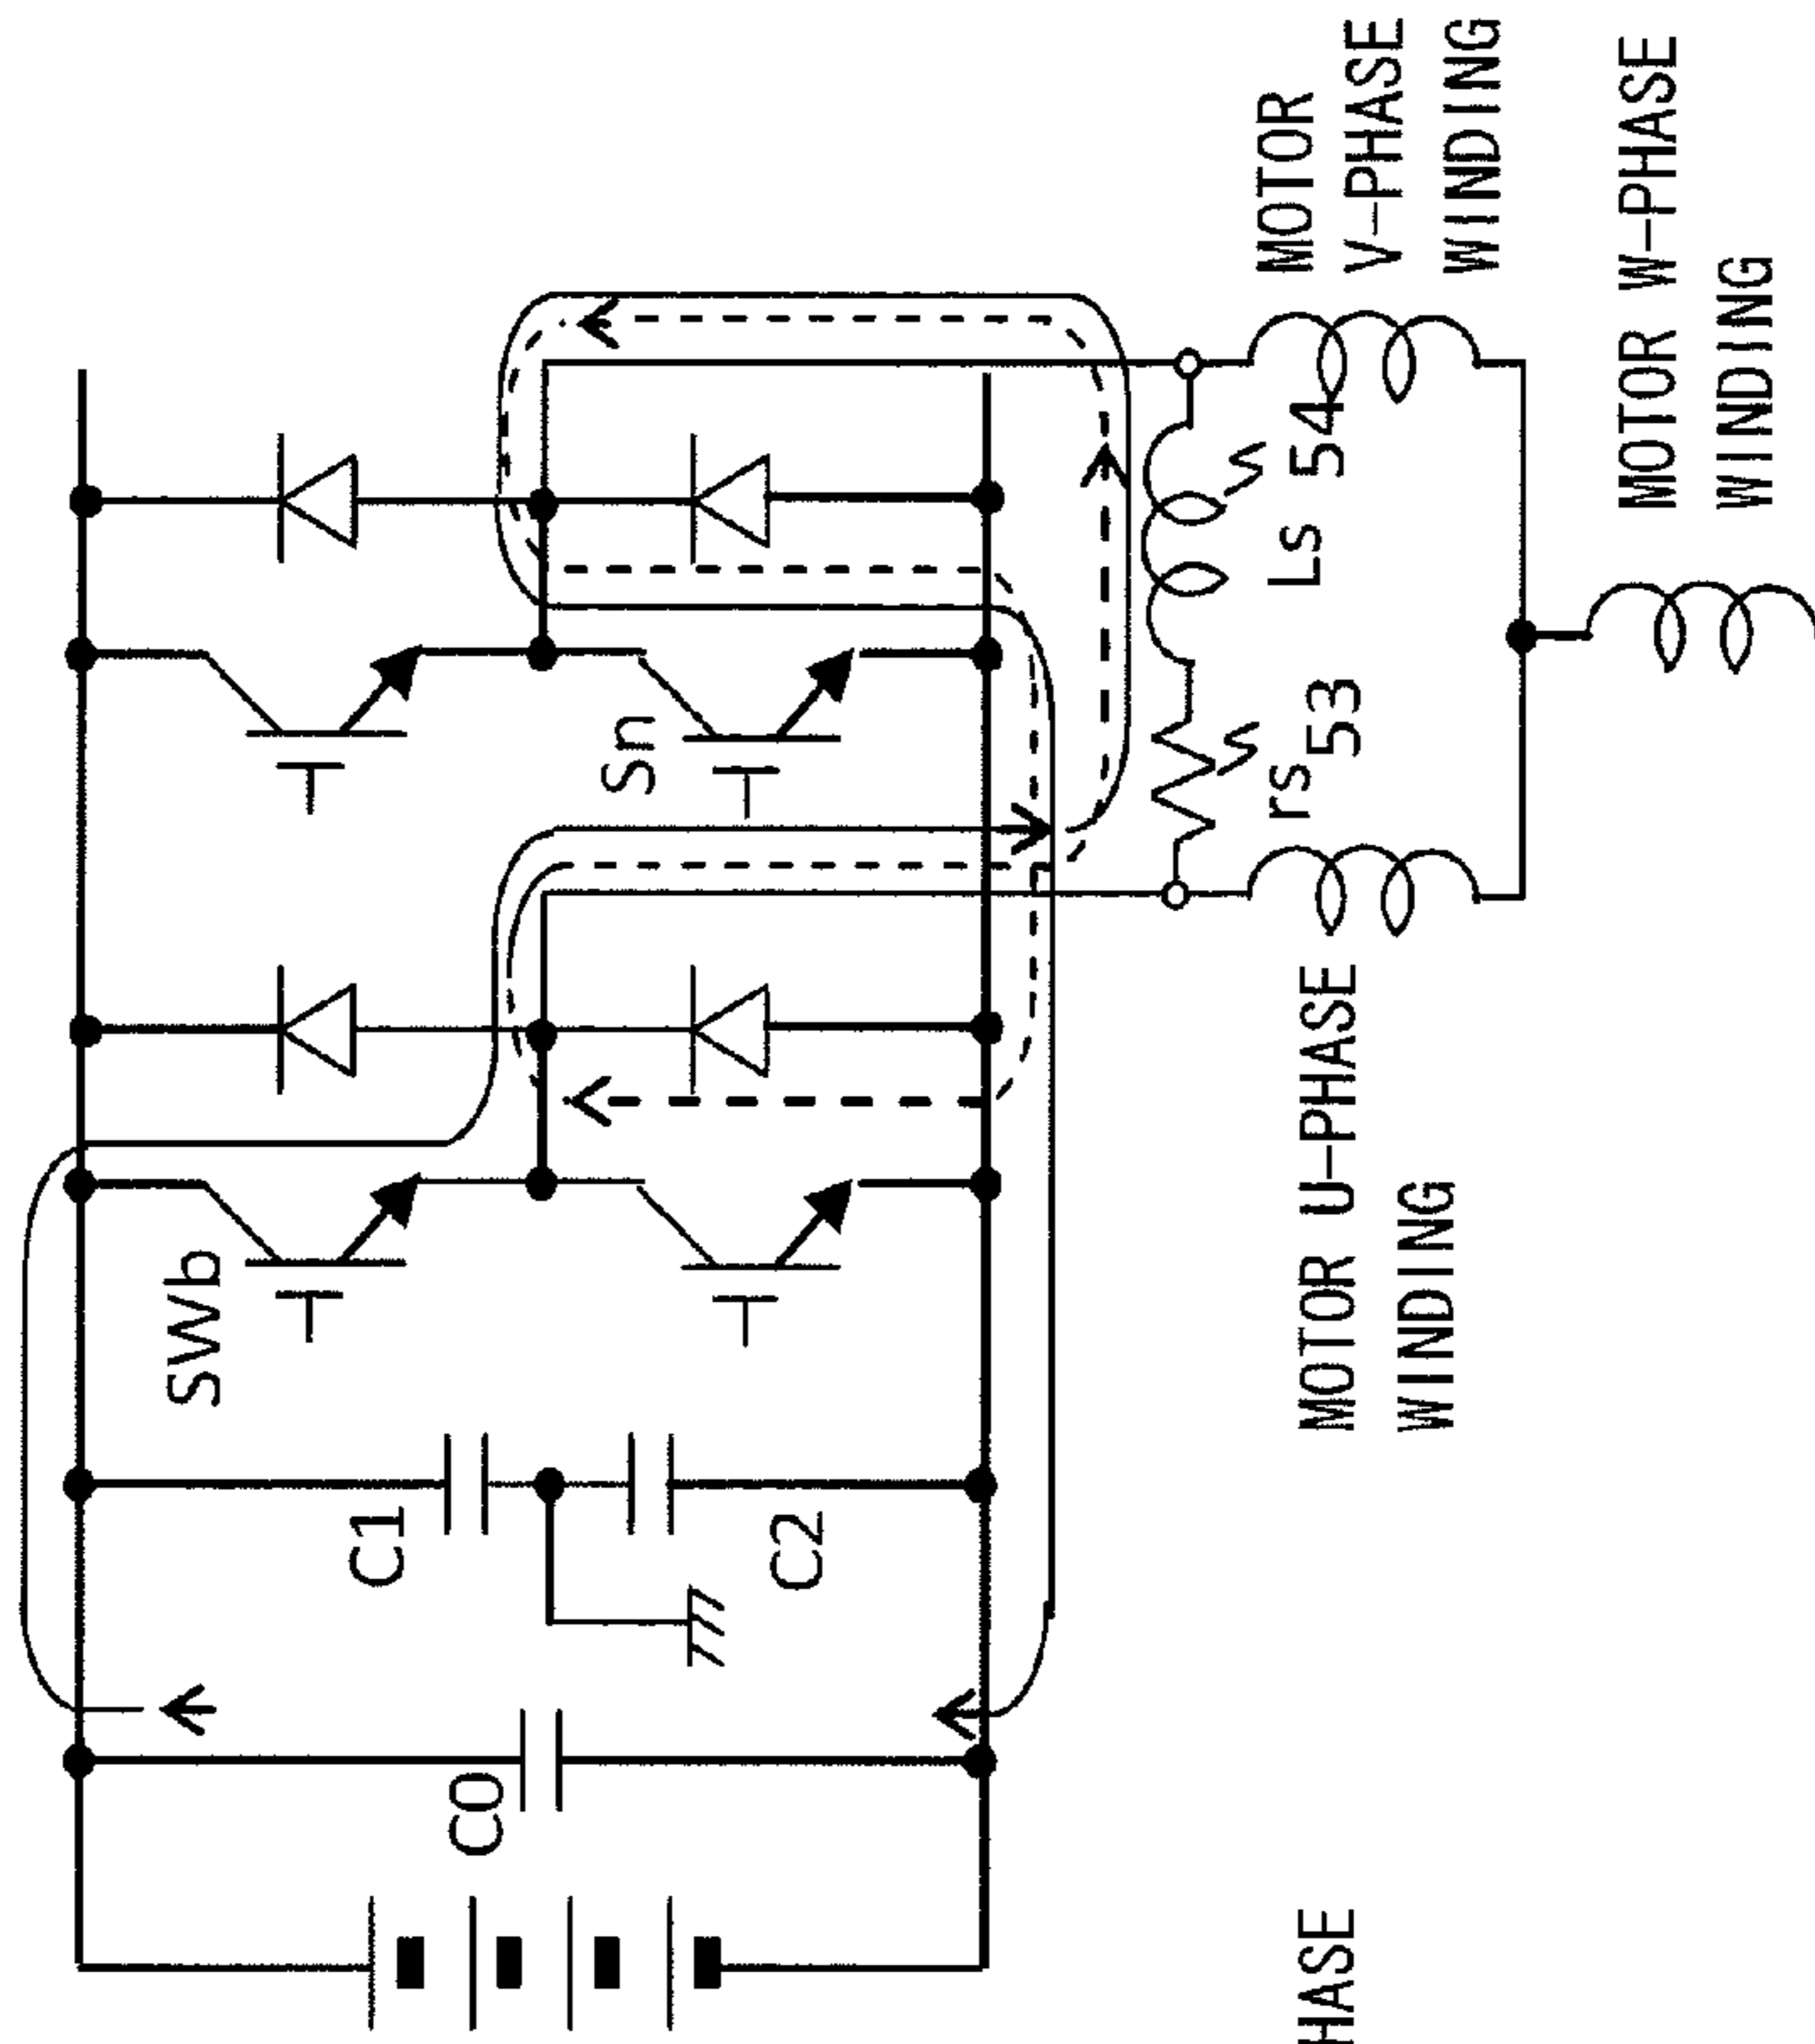 SWb
C1
C0
Sn
C2
rs
53
Ls
54
HASE
MOTOR U-PHASE
WINDING
MOTOR
V-PHASE
WINDING
MOTOR W-PHASE
WINDING